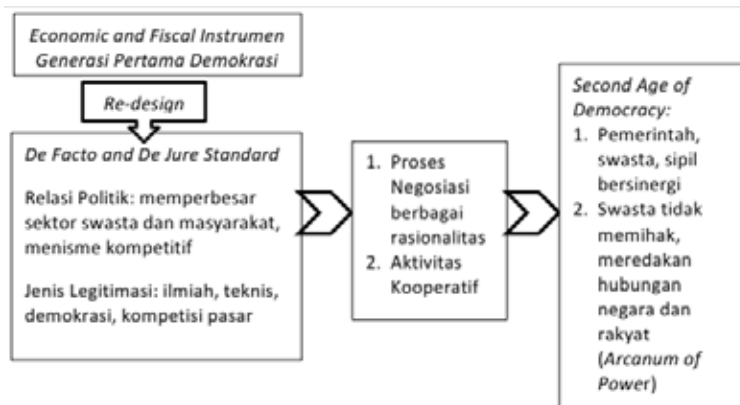 Economic and Fiscal Instrumen
Generasi Pertama Demokrasi
Re-design
De Facto and De Jure Standard
Relasi Politik: memperbesar
sektor swasta dan masyarakat,
menisme kompetitif
Jenis Legitimasi: ilmiah, teknis,
demokrasi, kompetisi pasar
1. Proses
Negosiasi
berbagai
rasionalitas
2. Aktivitas
Kooperatif
Second Age of
Democracy:
1. Pemerintah,
swasta, sipil
bersinergi
2. Swasta tidak
memihak,
meredakan
hubungan
negara dan
rakyat
(Arcanum of
Power)